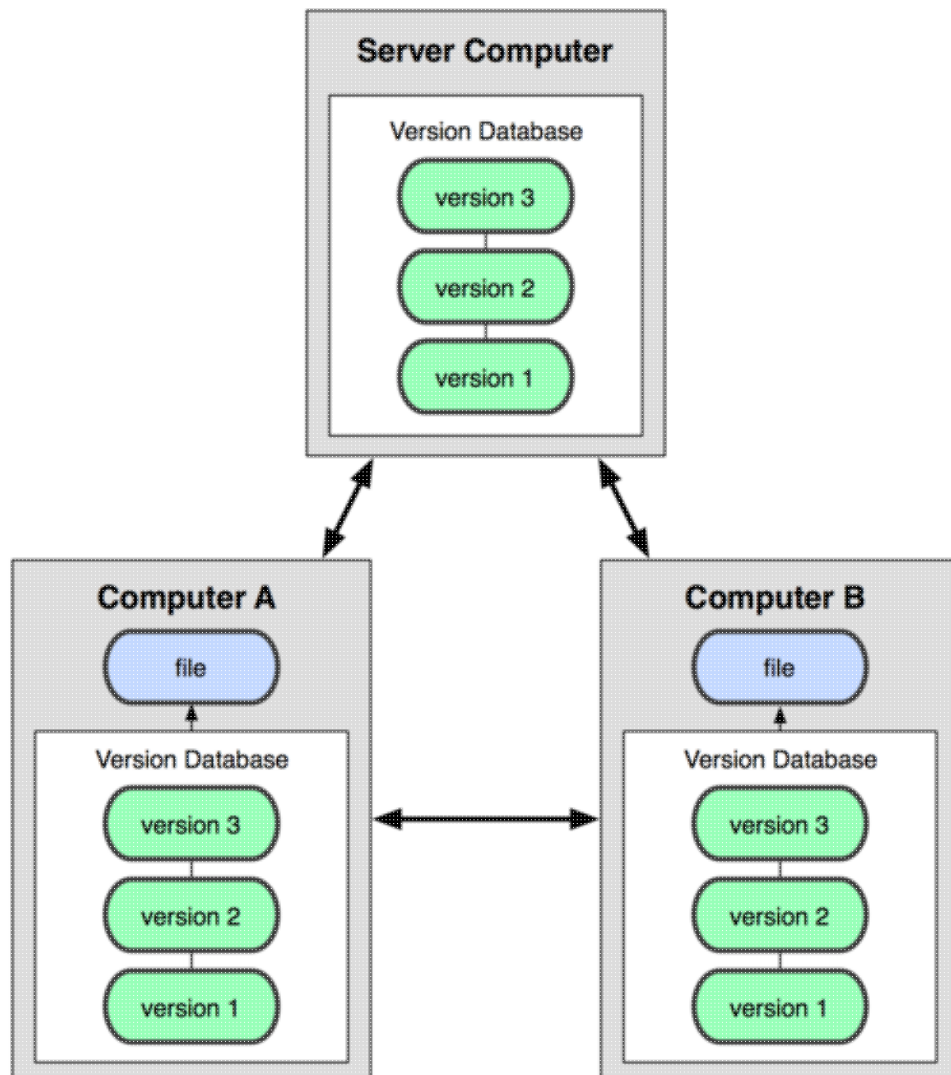 Server Computer
Version Database
version 3
version 2
version 1
Computer A
file
Version Database
version 3
version 2
version 1
Computer B
file
Version Database
version 3
version 2
version 1